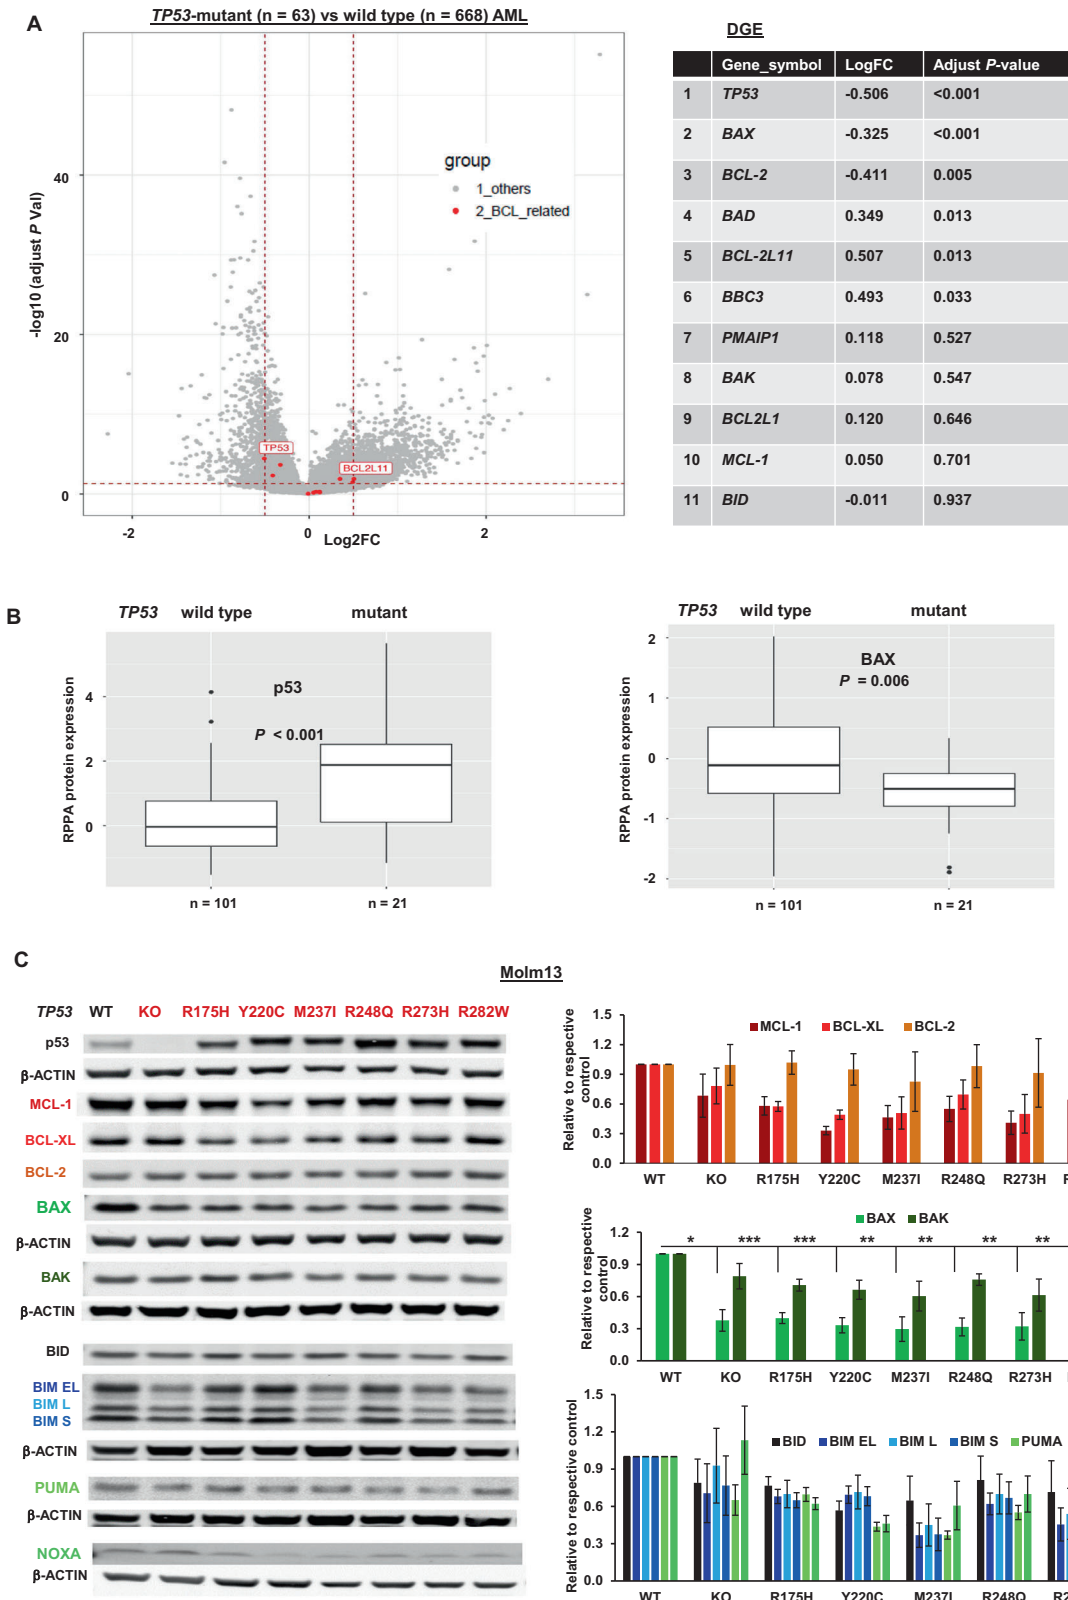 A
TP53-mutant (n = 63) vs wild type (n = 668) AML
-log10 (adjust P Val)
40
20
0
group
1_others
2_BCL_related
TP53
BCL2L11
-2
0
2
Log2FC
DGE
Gene_symbol LogFC Adjust P-value
1 TP53 -0.506 <0.001
2 BAX -0.325 <0.001
3 BCL-2 -0.411 0.005
4 BAD 0.349 0.013
5 BCL-2L11 0.507 0.013
6 BBC3 0.493 0.033
7 PMAIP1 0.118 0.527
8 BAK 0.078 0.547
9 BCL2L1 0.120 0.646
10 MCL-1 0.050 0.701
11 BID -0.011 0.937
B
TP53 wild type mutant
RPPA protein expression
4
2
0
p53
P < 0.001
n = 101
n = 21
TP53 wild type mutant
RPPA protein expression
2
1
0
-1
-2
BAX
P = 0.006
n = 101
n = 21
C
Molm13
TP53 WT KO R175H Y220C M237I R248Q R273H R282W
p53
β-ACTIN
MCL-1
BCL-XL
BCL-2
BAX
β-ACTIN
BAK
β-ACTIN
BID
BIM EL
BIM L
BIM S
β-ACTIN
PUMA
β-ACTIN
NOXA
β-ACTIN
Relative to respective
control
1.5
1.2
0.9
0.6
0.3
0.0
MCL-1 BCL-XL BCL-2
WT KO R175H Y220C M237I R248Q R273H
Relative to respective
control
1.2
0.9
0.6
0.3
0.0
BAX BAK
* *** *** ** ** ** **
WT KO R175H Y220C M237I R248Q R273H
Relative to respective control
1.5
1.2
0.9
0.6
0.3
0.0
BID BIM EL BIM L BIM S PUMA
WT KO R175H Y220C M237I R248Q